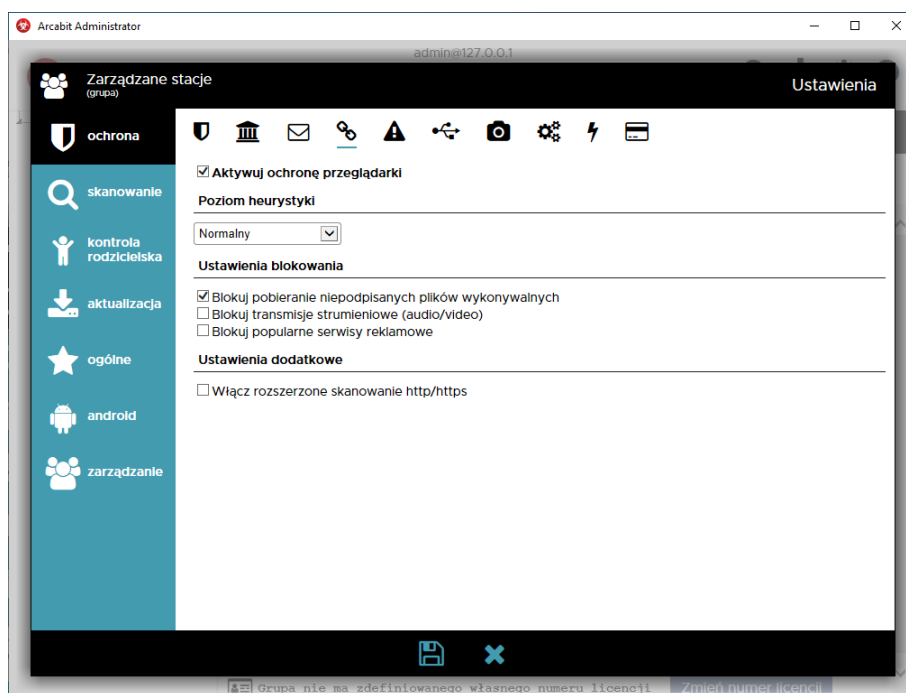 Arcabit Administrator
admin@127.0.0.1
Zarządzane stacje
(grupa)
Ustawienia
ochrona
skanowanie
kontrola
rodzicielska
aktualizacja
ogólne
android
zarządzanie
Aktywuj ochronę przeglądarki
Poziom heurystyki
Normalny
Ustawienia blokowania
Blokuj pobieranie niepodpisanych plików wykonywalnych
Blokuj transmisje strumieniowe (audio/video)
Blokuj popularne serwisy reklamowe
Ustawienia dodatkowe
Włącz rozszerzone skanowanie http/https
Grupa nie ma zdefiniowanego własnego numeru licencji
Zmień numer licencji